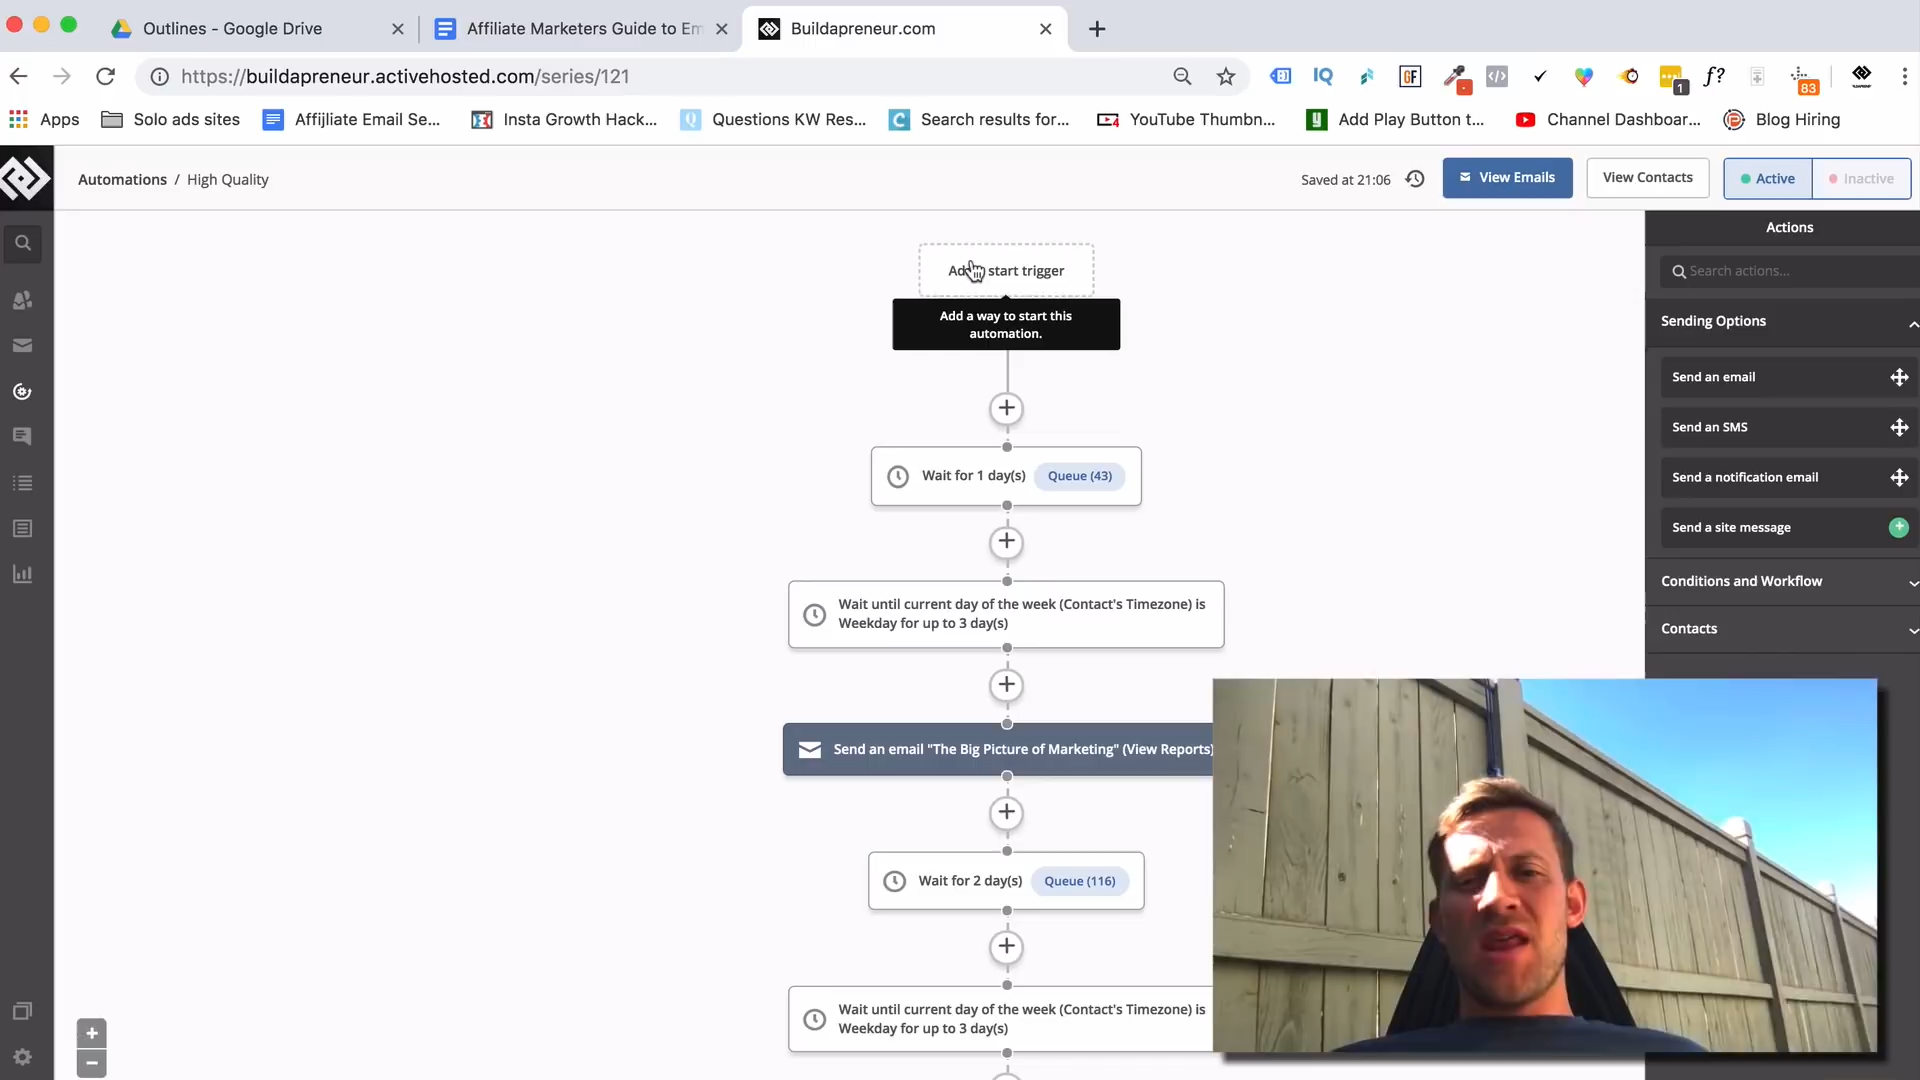 Outlines - Google Drive
Affiliate Marketers Guide to Em
Buildapreneur.com
https://buildapreneur.activehosted.com/series/121
IQ
GF
f?
1
83
Apps
Solo ads sites
Affijliate Email Se...
Insta Growth Hack...
Questions KW Res...
Search results for...
YouTube Thumbn...
Add Play Button t...
Channel Dashboar...
Blog Hiring
Automations / High Quality
Saved at 21:06
View Emails
View Contacts
Active
Inactive
Actions
Search actions...
Sending Options
Send an email
Send an SMS
Send a notification email
Send a site message
Conditions and Workflow
Contacts
start trigger
Add a way to start this
automation.
Wait for 1 day(s) Queue (43)
Wait until current day of the week (Contact's Timezone) is
Weekday for up to 3 day(s)
Send an email "The Big Picture of Marketing" (View Reports)
Wait for 2 day(s) Queue (116)
Wait until current day of the week (Contact's Timezone) is
Weekday for up to 3 day(s)